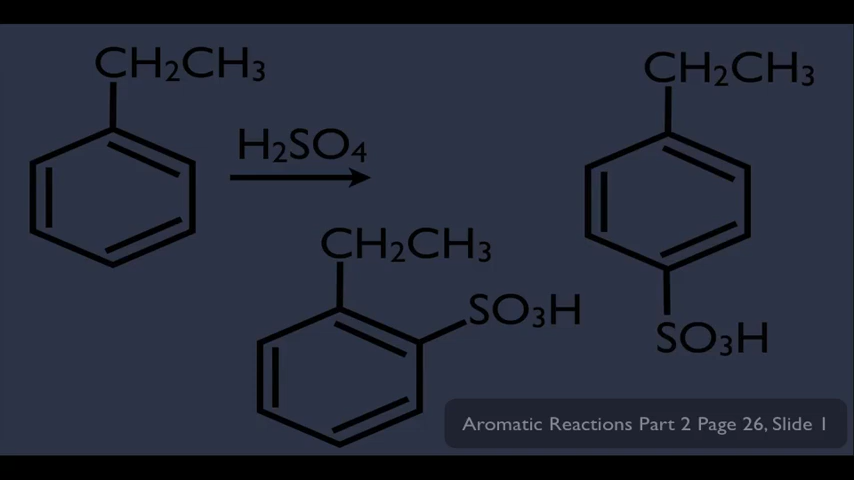 CH₂CH₃
CH₂CH₃
H₂SO₄
CH₂CH₃
SO₃H
SO₃H
Aromatic Reactions Part 2 Page 26, Slide 1